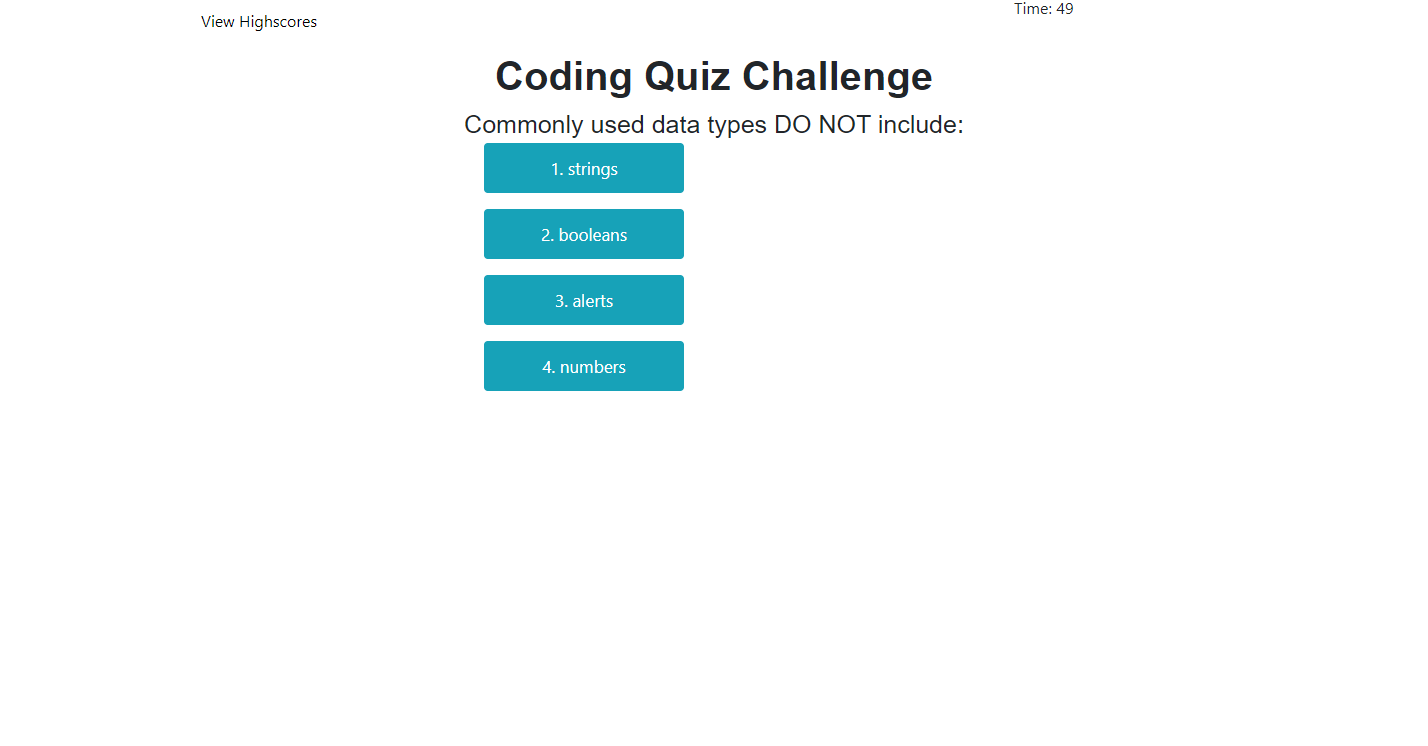 View Highscores
Time: 49
Coding Quiz Challenge
Commonly used data types DO NOT include:
1. strings
2. booleans
3. alerts
4. numbers